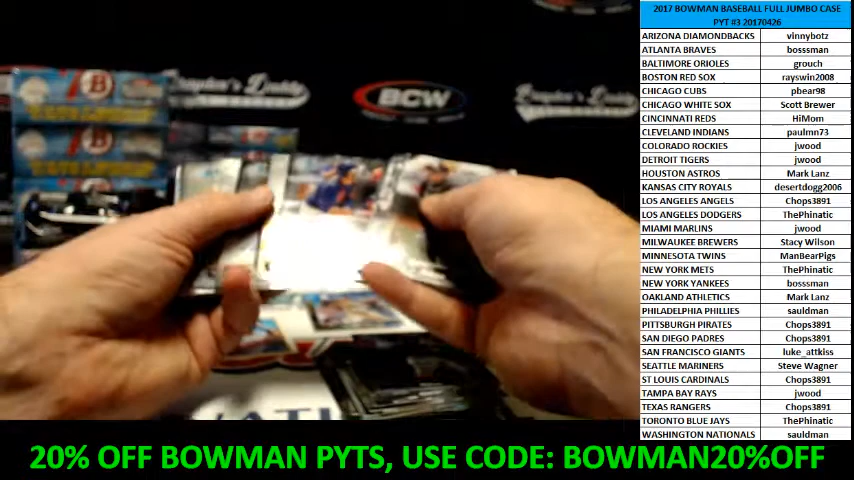 2017 BOWMAN BASEBALL FULL JUMBO CASE
PYT #3 20170426
ARIZONA DIAMONDBACKS vinnybotz
ATLANTA BRAVES bosssman
BALTIMORE ORIOLES grouch
BOSTON RED SOX rayswin2008
CHICAGO CUBS pbear98
CHICAGO WHITE SOX Scott Brewer
CINCINNATI REDS HiMom
CLEVELAND INDIANS paulmn73
COLORADO ROCKIES jwood
DETROIT TIGERS jwood
HOUSTON ASTROS Mark Lanz
KANSAS CITY ROYALS desertdogg2006
LOS ANGELES ANGELS Chops3891
LOS ANGELES DODGERS ThePhinatic
MIAMI MARLINS jwood
MILWAUKEE BREWERS Stacy Wilson
MINNESOTA TWINS ManBearPigs
NEW YORK METS ThePhinatic
NEW YORK YANKEES bosssman
OAKLAND ATHLETICS Mark Lanz
PHILADELPHIA PHILLIES sauldman
PITTSBURGH PIRATES Chops3891
SAN DIEGO PADRES Chops3891
SAN FRANCISCO GIANTS luke_attkiss
SEATTLE MARINERS Steve Wagner
ST LOUIS CARDINALS Chops3891
TAMPA BAY RAYS jwood
TEXAS RANGERS Chops3891
TORONTO BLUE JAYS ThePhinatic
WASHINGTON NATIONALS sauldman
BCW
20% OFF BOWMAN PYTS, USE CODE: BOWMAN20%OFF